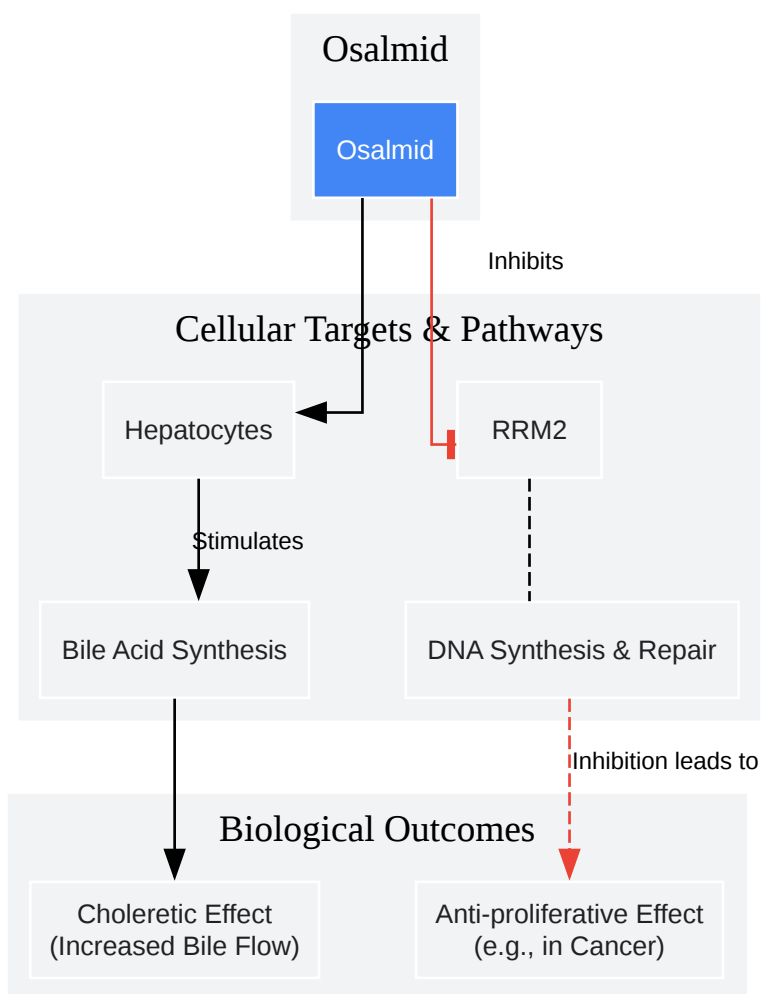 Osalmid
Osalmid
Inhibits
Cellular Targets & Pathways
Hepatocytes
RRM2
Stimulates
Bile Acid Synthesis
DNA Synthesis & Repair
Inhibition leads to
Biological Outcomes
Choleretic Effect
(Increased Bile Flow)
Anti-proliferative Effect
(e.g., in Cancer)